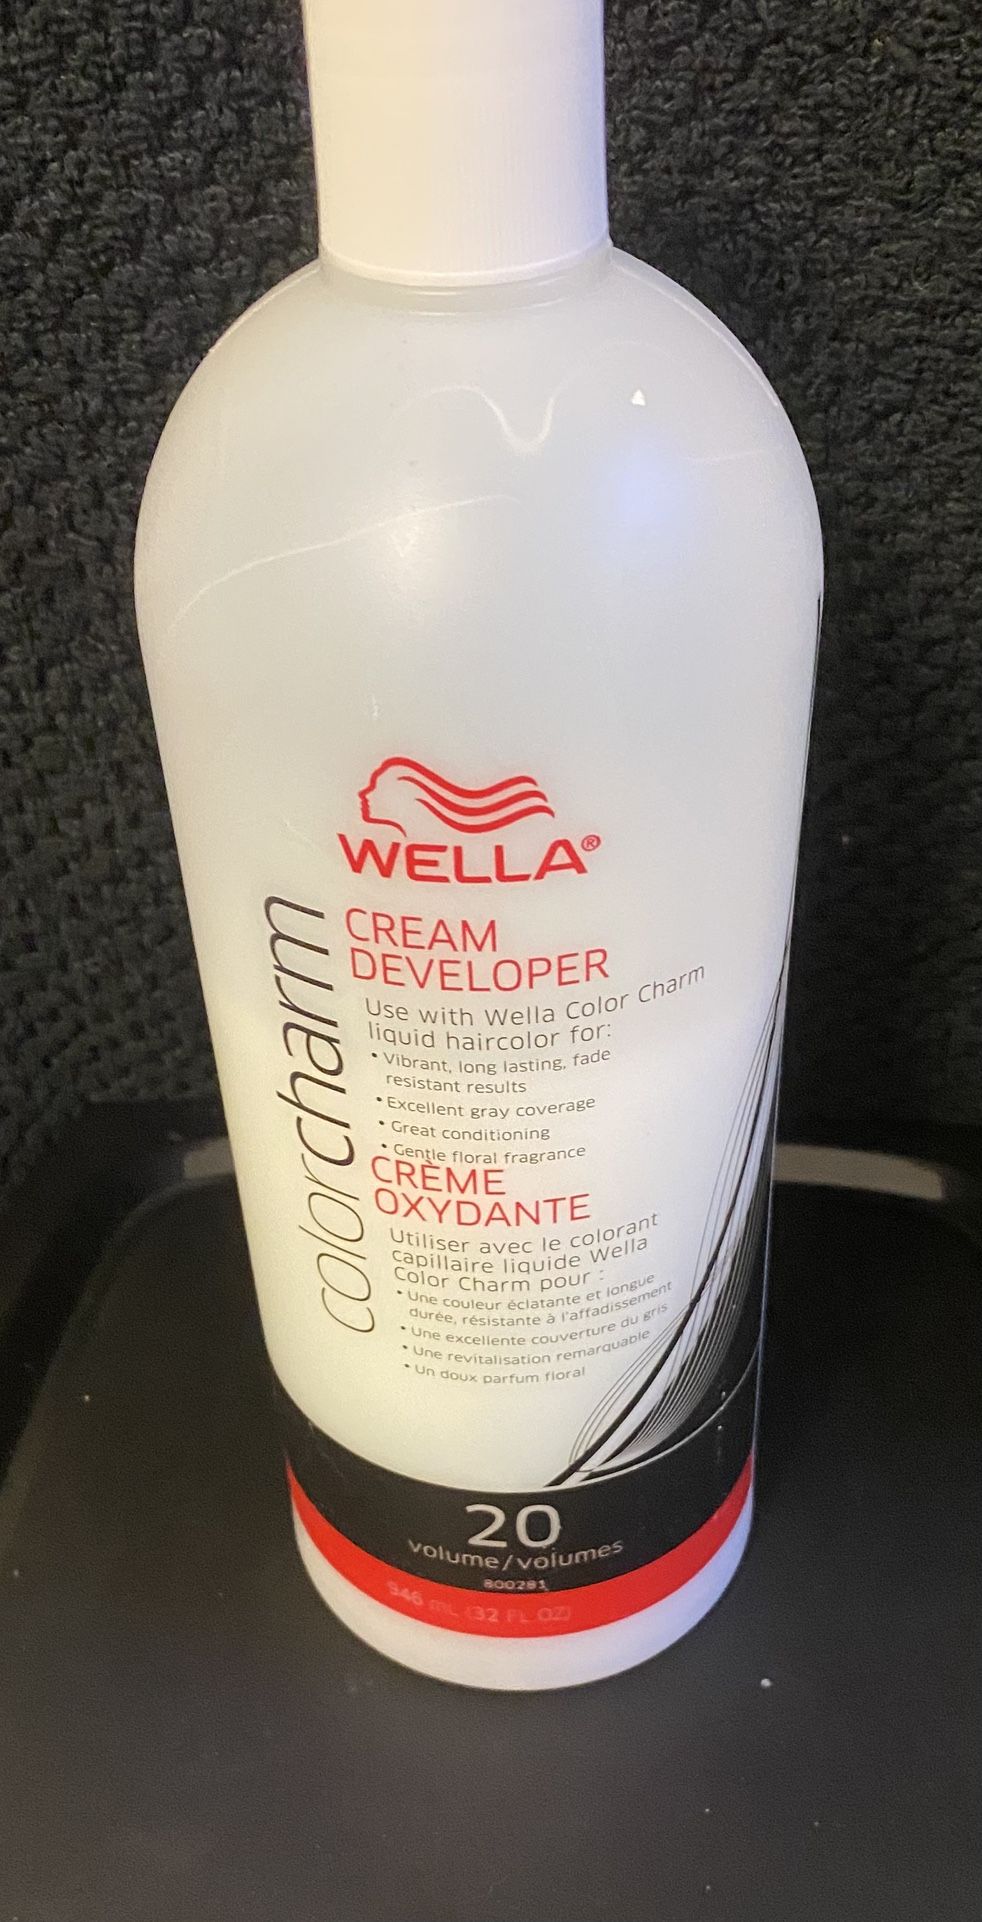 WELLA®
colorcharm
CREAM
DEVELOPER
Use with Wella Color Charm
liquid haircolor for:
• Vibrant, long lasting, fade
resistant results
• Excellent gray coverage
• Great conditioning
• Gentle floral fragrance
CRÈME
OXYDANTE
Utiliser avec le colorant
capillaire liquide Wella
Color Charm pour :
• Une couleur éclatante et longue
durée, résistante à l'affadissement
• Une excellente couverture du gris
• Une revitalisation remarquable
• Un doux parfum floral
20
volume/volumes
800281
946 mL (32 FL OZ)